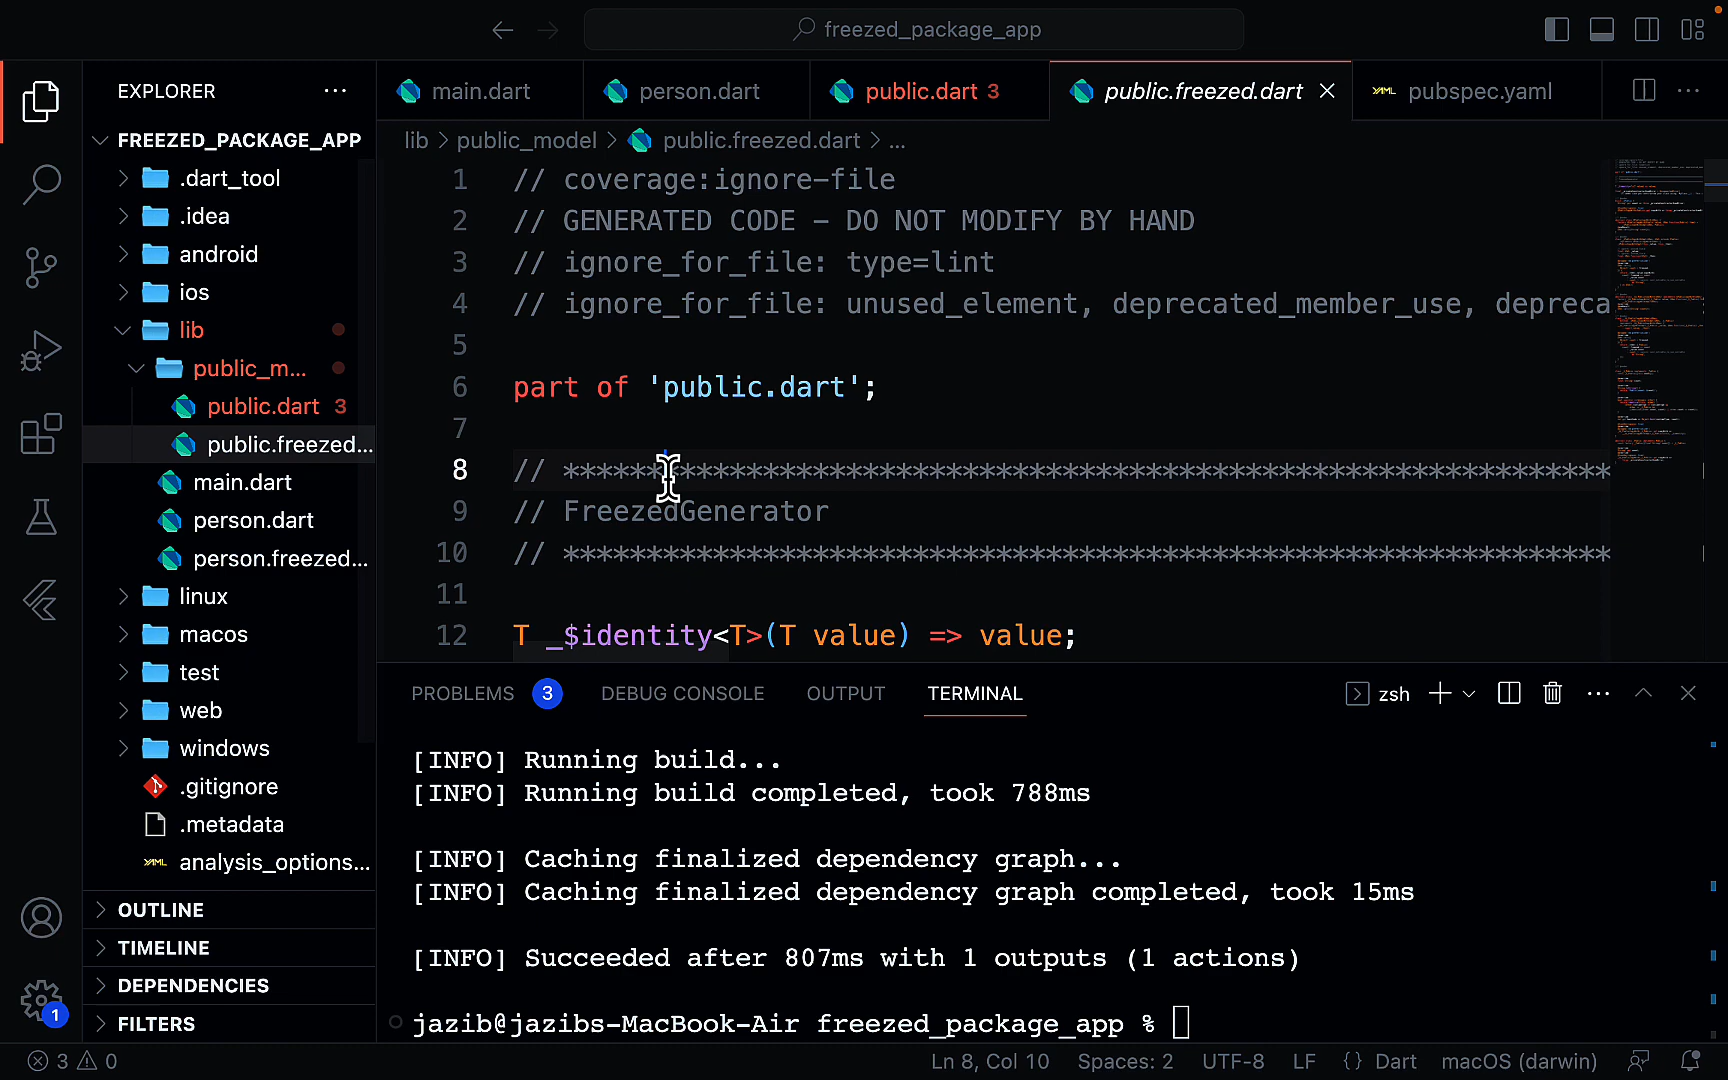 freezed_package_app
EXPLORER
FREEZED_PACKAGE_APP
.dart_tool
.idea
android
ios
lib
public_m...
public.dart 3
public.freezed...
main.dart
person.dart
person.freezed...
linux
macos
test
web
windows
.gitignore
.metadata
analysis_options...
OUTLINE
TIMELINE
DEPENDENCIES
FILTERS
1
main.dart
person.dart
public.dart 3
public.freezed.dart
pubspec.yaml
lib > public_model > public.freezed.dart > ...
1 // coverage:ignore-file
2 // GENERATED CODE - DO NOT MODIFY BY HAND
3 // ignore_for_file: type=lint
4 // ignore_for_file: unused_element, deprecated_member_use, depreca
5
6 part of 'public.dart';
7
8 // ***************************************************************
9 // FreezedGenerator
10 // ***************************************************************
11
12 T _$identity<T>(T value) => value;
PROBLEMS 3 DEBUG CONSOLE OUTPUT TERMINAL
zsh
[INFO] Running build...
[INFO] Running build completed, took 788ms
[INFO] Caching finalized dependency graph...
[INFO] Caching finalized dependency graph completed, took 15ms
[INFO] Succeeded after 807ms with 1 outputs (1 actions)
jazib@jazibs-MacBook-Air freezed_package_app %
3 0 Ln 8, Col 10 Spaces: 2 UTF-8 LF {} Dart macOS (darwin)